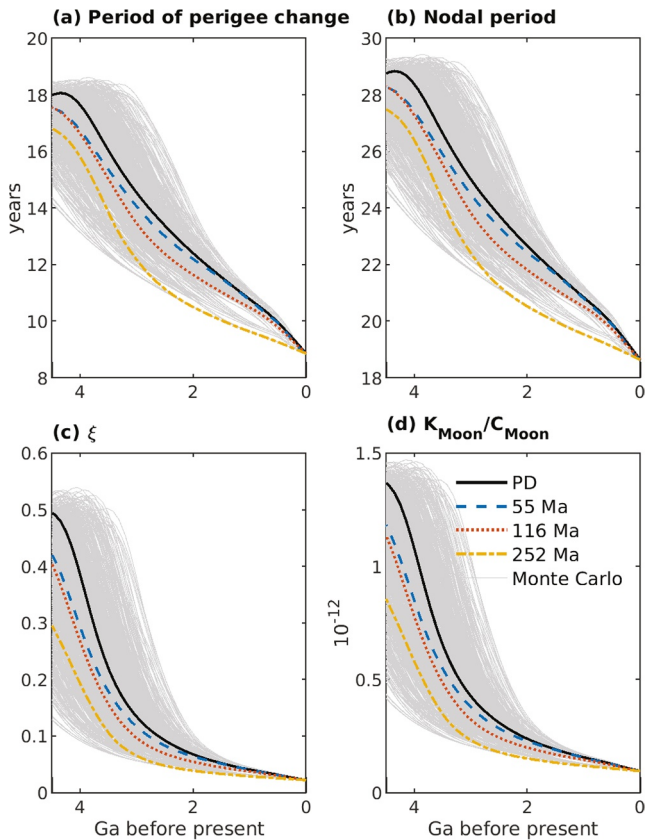 (a) Period of perigee change
(b) Nodal period
20
18
16
14
12
10
8
years
4
2
0
30
28
26
24
22
20
18
years
4
2
0
(c) ξ
(d) K_Moon/C_Moon
0.6
0.5
0.4
0.3
0.2
0.1
0
4
2
0
Ga before present
1.5
1
0.5
0
10^-12
PD
55 Ma
116 Ma
252 Ma
Monte Carlo
4
2
0
Ga before present